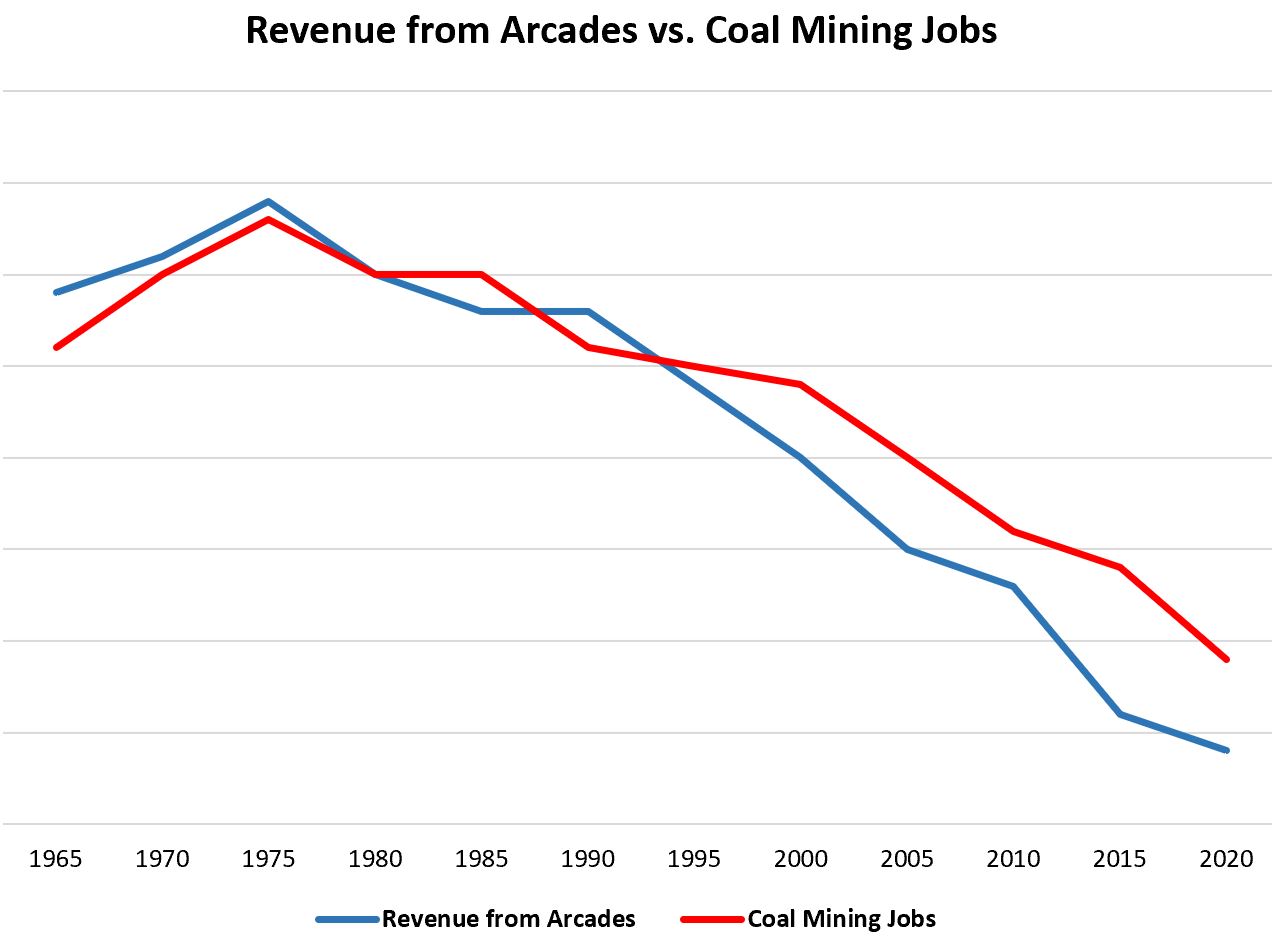 Revenue from Arcades vs. Coal Mining Jobs
1965 1970 1975 1980 1985 1990 1995 2000 2005 2010 2015 2020
Revenue from Arcades Coal Mining Jobs